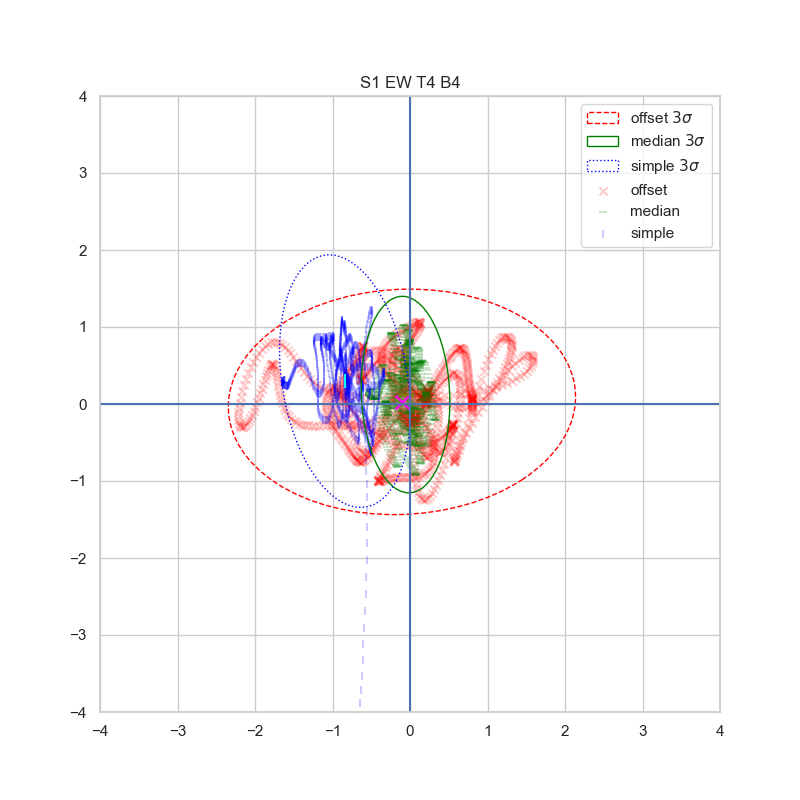 S1 EW T4 B4
4
3
2
1
0
−1
−2
−3
−4
−4
−3
−2
−1
0
1
2
3
4
offset 3σ
median 3σ
simple 3σ
offset
median
simple